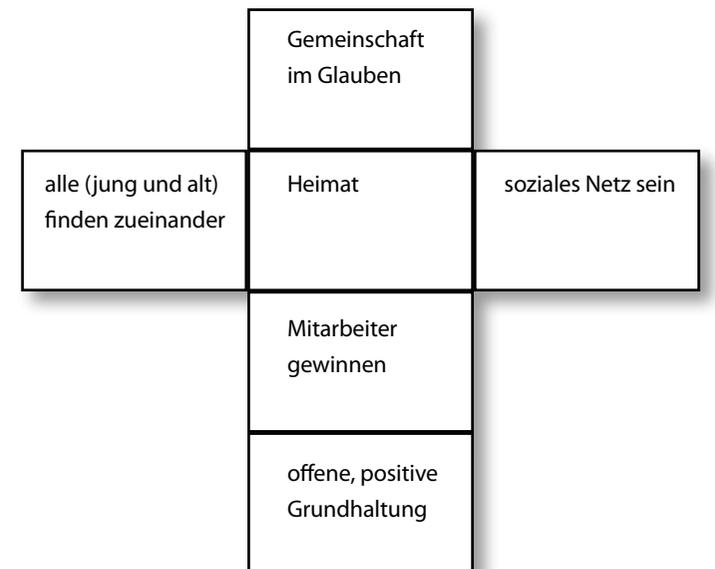 Gemeinschaft
im Glauben
alle (jung und alt)
finden zueinander
Heimat
soziales Netz sein
Mitarbeiter
gewinnen
offene, positive
Grundhaltung